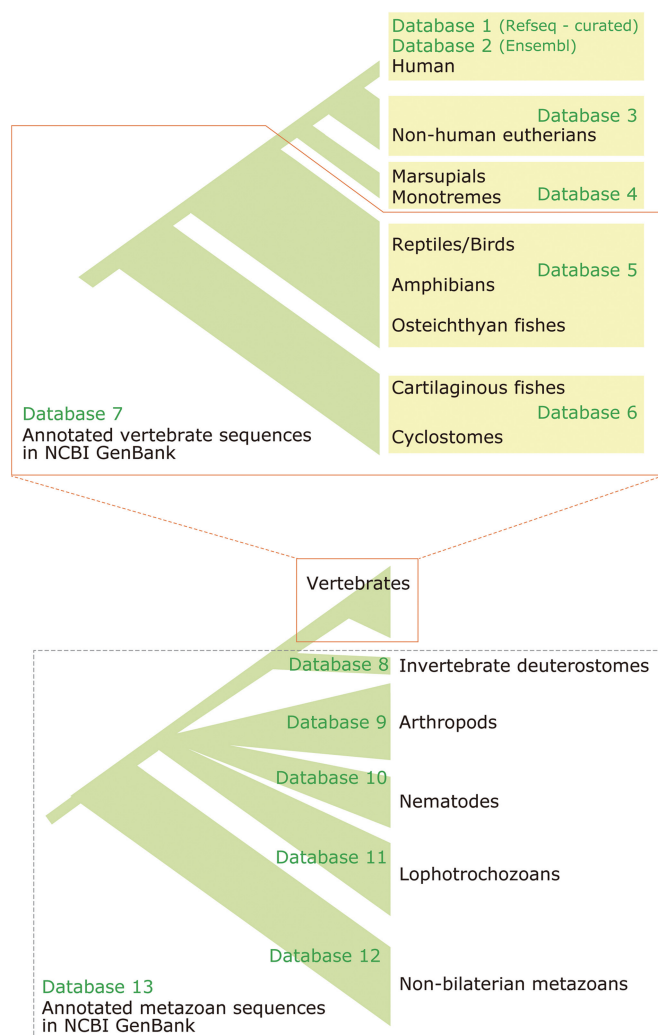 Database 1 (Refseq - curated)
Database 2 (Ensembl)
Human
Database 3
Non-human eutherians
Marsupials
Monotremes
Database 4
Reptiles/Birds
Database 5
Amphibians
Osteichthyan fishes
Cartilaginous fishes
Database 6
Cyclostomes
Database 7
Annotated vertebrate sequences
in NCBI GenBank
Vertebrates
Database 8
Invertebrate deuterostomes
Database 9
Arthropods
Database 10
Nematodes
Database 11
Lophotrochozoans
Database 12
Non-bilaterian metazoans
Database 13
Annotated metazoan sequences
in NCBI GenBank